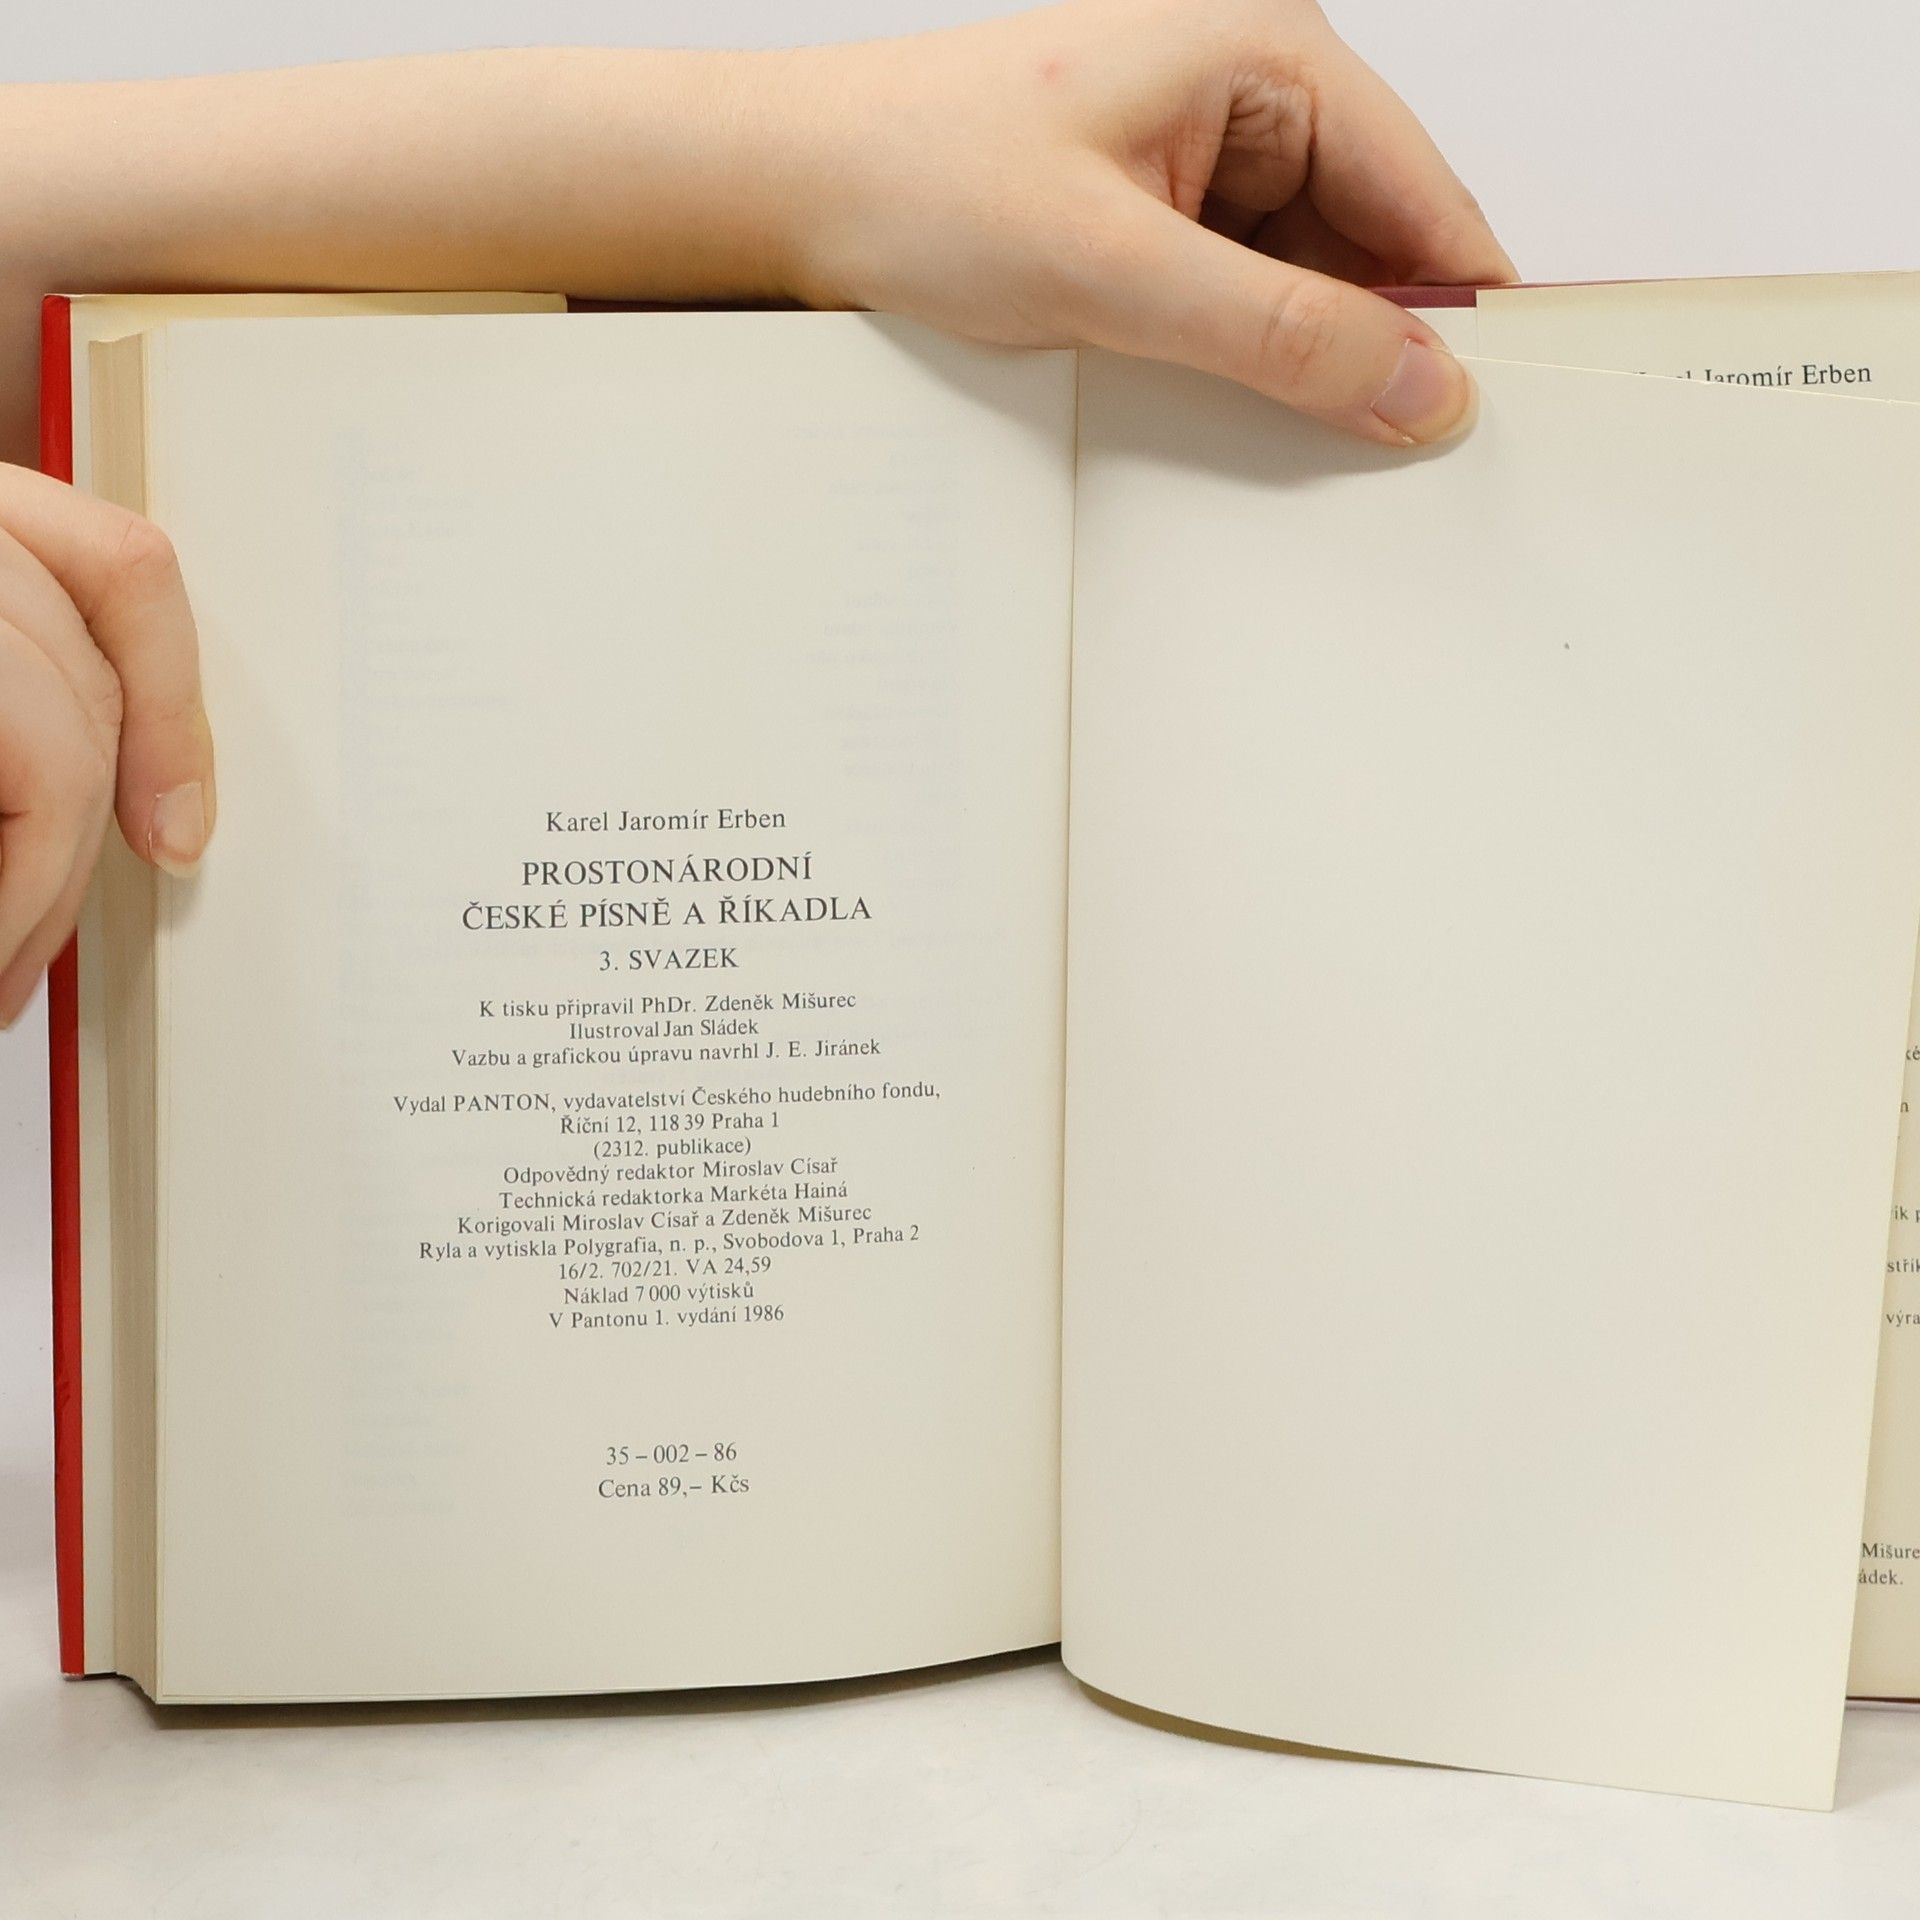 Karel Jaromír Erben
PROSTONÁRODNÍ
ČESKÉ PÍSNĚ A ŘÍKADLA
3. SVAZEK
K tisku připravil PhDr. Zdeněk Mišurec
Ilustroval Jan Sládek
Vazbu a grafickou úpravu navrhl J. E. Jiránek
Vydal PANTON, vydavatelství Českého hudebního fondu,
Říční 12, 118 39 Praha 1
(2312. publikace)
Odpovědný redaktor Miroslav Císař
Technická redaktorka Markéta Hainá
Korigovali Miroslav Císař a Zdeněk Mišurec
Ryla a vytiskla Polygrafia, n. p., Svobodova 1, Praha 2
16/2. 702/21. VA 24,59
Náklad 7 000 výtisků
V Pantonu 1. vydání 1986
35 – 002 – 86
Cena 89,– Kčs
Jaromír Erben